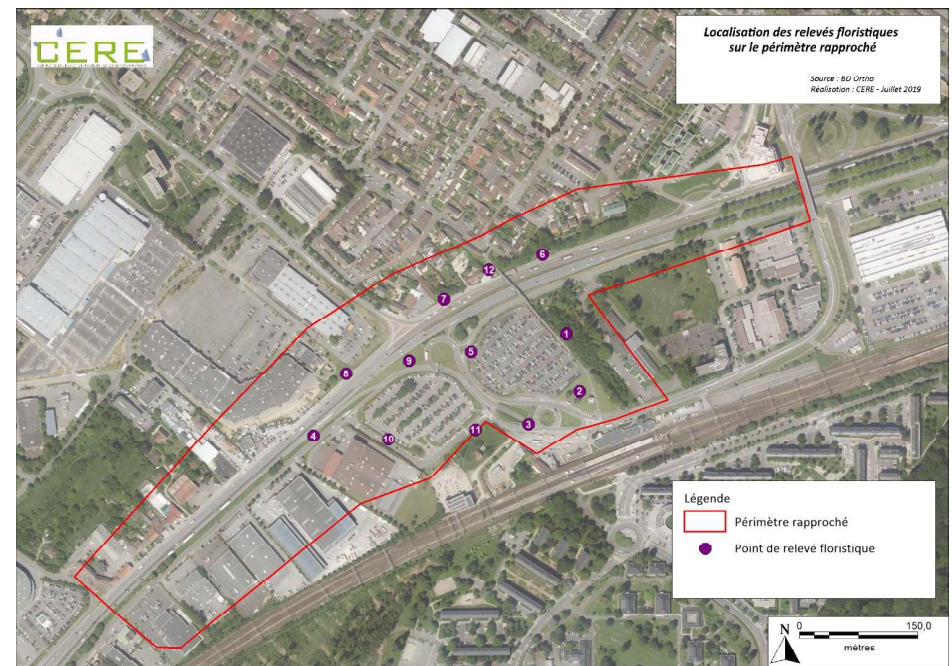 CERE
Localisation des relevés floristiques
sur le périmètre rapproché
Source : BD Ortho
Réalisation : CERE - Juillet 2019
6
12
7
1
5
9
8
2
3
11
4
10
Légende
Périmètre rapproché
Point de relevé floristique
N
0 150,0
mètres